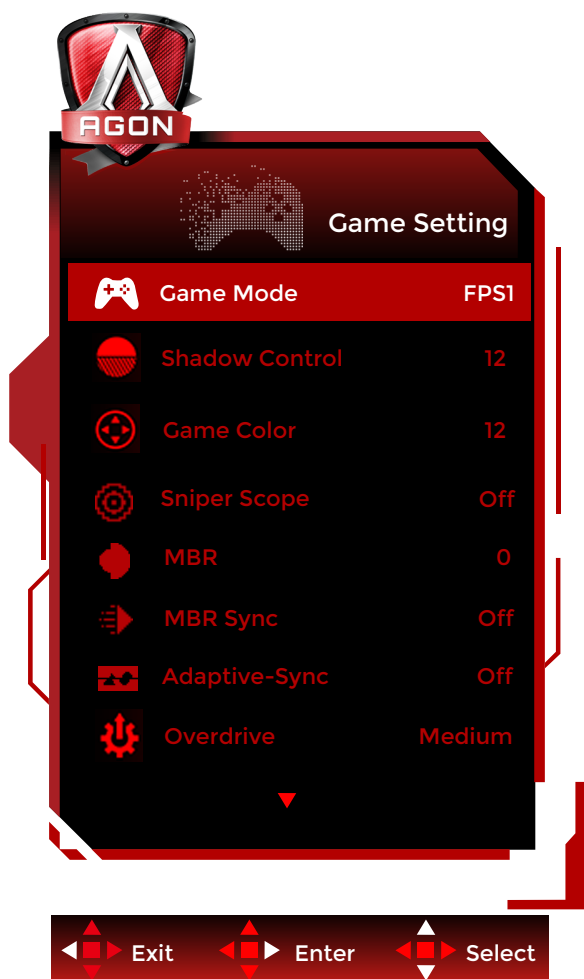 AGON
Game Setting
Game Mode FPS1
Shadow Control 12
Game Color 12
Sniper Scope Off
MBR 0
MBR Sync Off
Adaptive-Sync Off
Overdrive Medium
Exit Enter Select